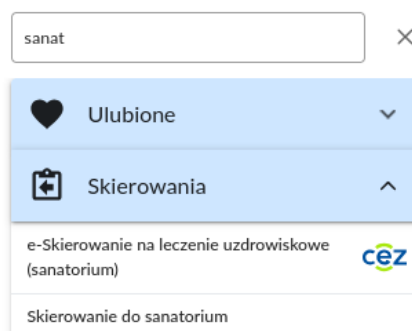 sanat
Ulubione
Skierowania
e-Skierowanie na leczenie uzdrowiskowe
(sanatorium)
cez
Skierowanie do sanatorium